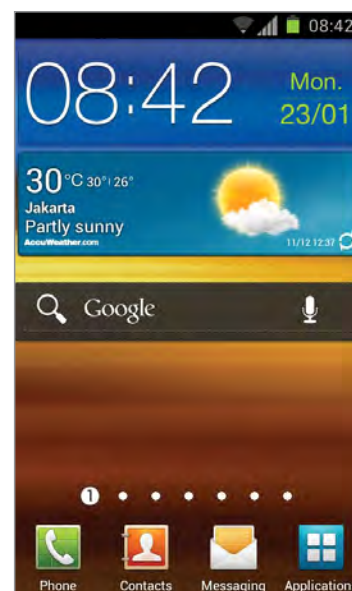 08:42
08:42
Mon.
23/01
30°C 30°↑ 26°
Jakarta
Partly sunny
AccuWeather.com
11/12 12:37
Google
1
Phone Contacts Messaging Application